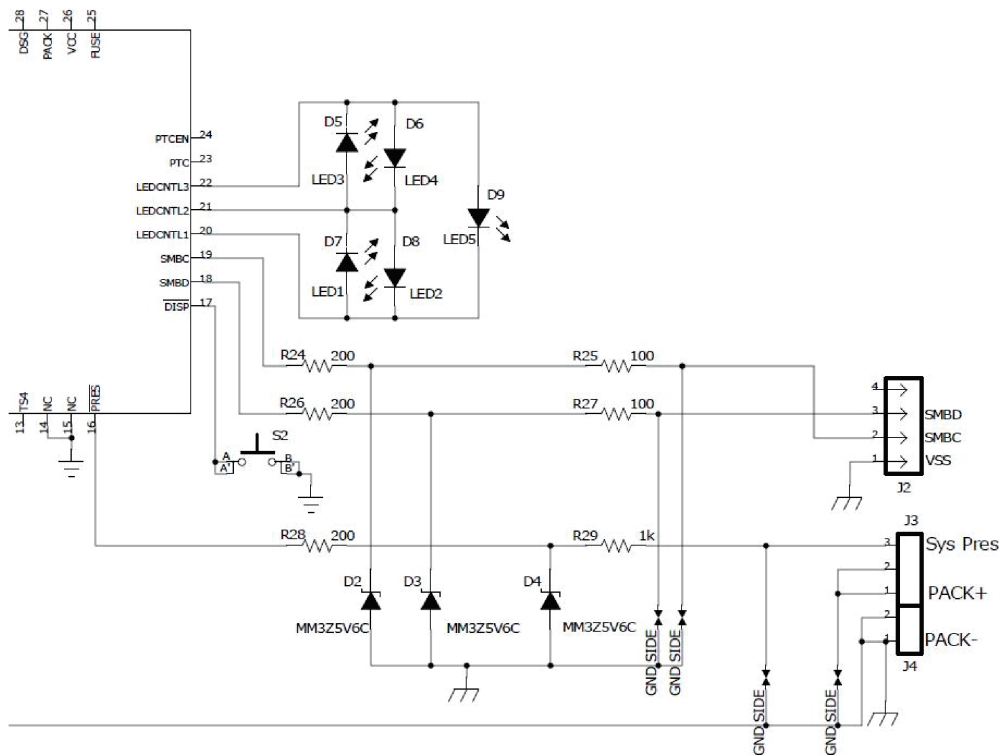 28 27 26 25
DSG PACK VCC FUSE
D5 D6
PTCEN 24
PTC 23
LED3 LED4
LEDCNTL3 22
D9
LEDCNTL2 21
LEDCNTL1 20
D7 D8 LED5
SMBC 19
SMBD 18
LED1 LED2
DISP 17
R24 200 R25 100
TS4 NC NC PRES
R26 200 R27 100
13 14 15 16
4
3 SMBD
2 SMBC
1 VSS
S2
A B
A' B'
J2
J3
R28 200 R29 1k
3 Sys Pres
2
1 PACK+
D2 D3 D4
MM3Z5V6C MM3Z5V6C MM3Z5V6C
2
1 PACK-
J4
GND SIDE GND SIDE
GND SIDE GND SIDE